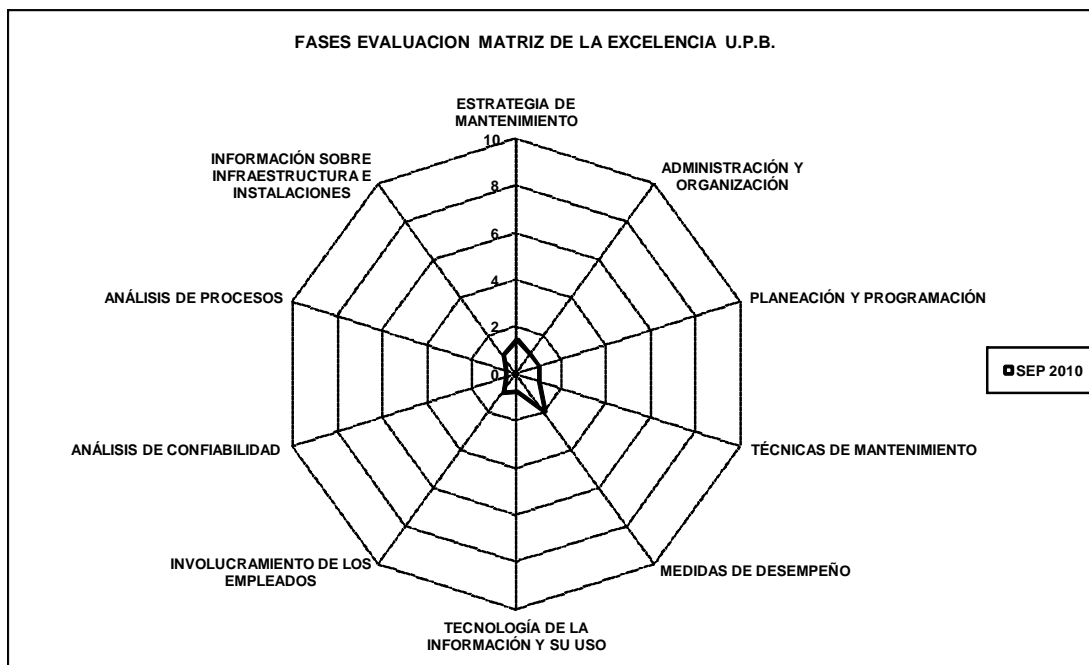 FASES EVALUACION MATRIZ DE LA EXCELENCIA U.P.B.
ESTRATEGIA DE
MANTENIMIENTO
ADMINISTRACIÓN Y
ORGANIZACIÓN
PLANEACIÓN Y PROGRAMACIÓN
TÉCNICAS DE MANTENIMIENTO
MEDIDAS DE DESEMPEÑO
TECNOLOGÍA DE LA
INFORMACIÓN Y SU USO
INVOLUCRAMIENTO DE LOS
EMPLEADOS
ANÁLISIS DE CONFIABILIDAD
ANÁLISIS DE PROCESOS
INFORMACIÓN SOBRE
INFRAESTRUCTURA E
INSTALACIONES
10
8
6
4
2
0
SEP 2010